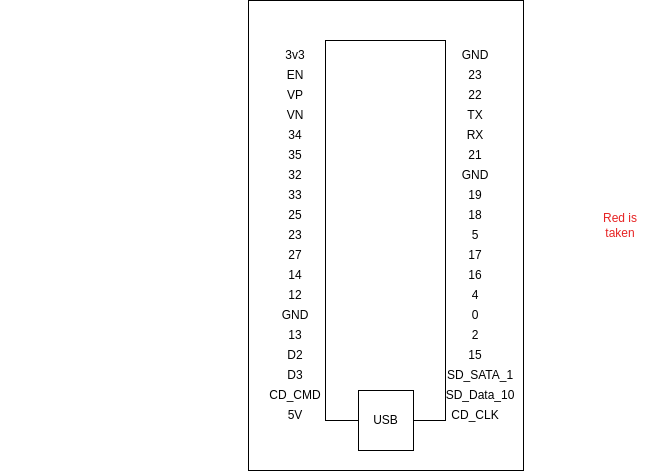 3v3
EN
VP
VN
34
35
32
33
25
23
27
14
12
GND
13
D2
D3
CD_CMD
5V
USB
GND
23
22
TX
RX
21
GND
19
18
5
17
16
4
0
2
15
SD_SATA_1
SD_Data_10
CD_CLK
Red is
taken